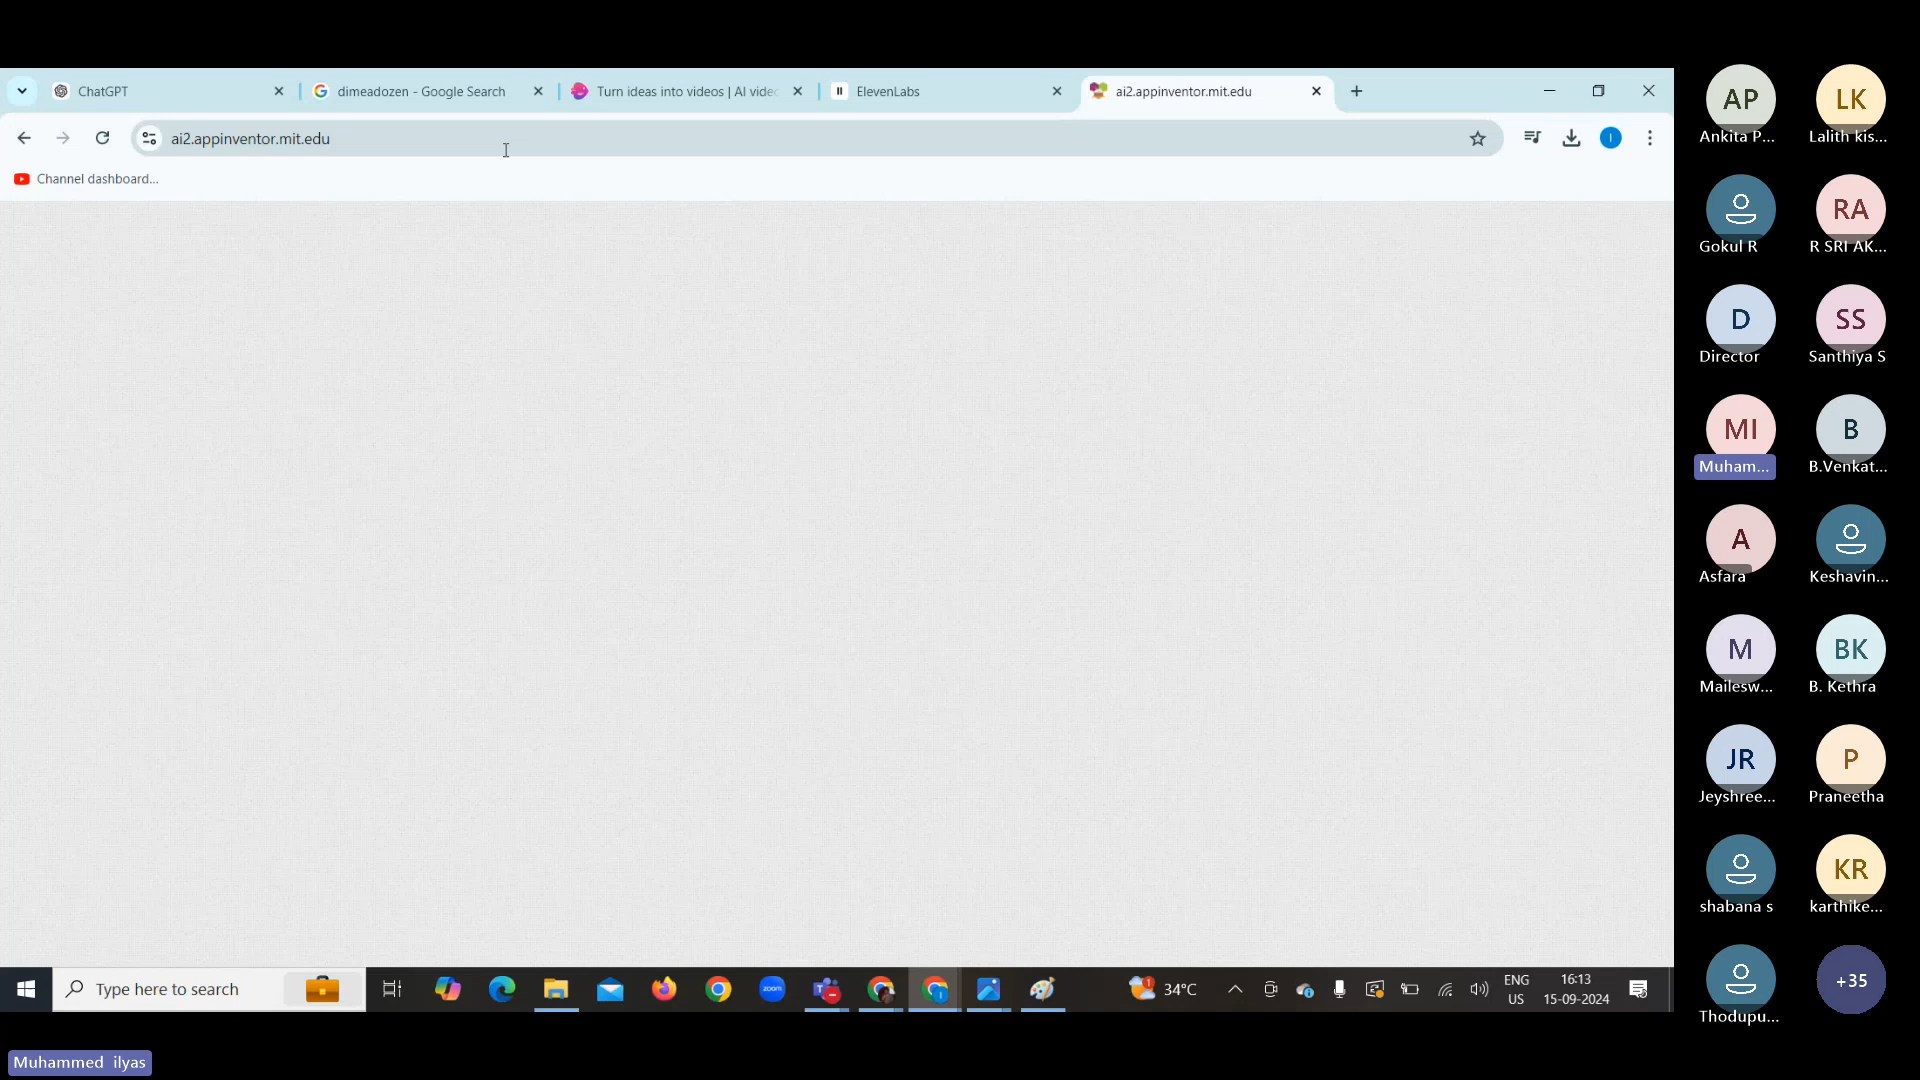 ChatGPT
dimeadozen - Google Search
Turn ideas into videos | AI vide
ElevenLabs
ai2.appinventor.mit.edu
ai2.appinventor.mit.edu
Channel dashboard...
AP
Ankita P...
LK
Lalith kis...
Gokul R
RA
R SRI AK...
D
Director
SS
Santhiya S
MI
Muham...
B
B.Venkat...
A
Asfara
Keshavin...
M
Mailesw...
BK
B. Kethra
JR
Jeyshree...
P
Praneetha
shabana s
KR
karthike...
Thodupu...
+35
Type here to search
zoom
34°C
ENG
US
16:13
15-09-2024
Muhammed ilyas